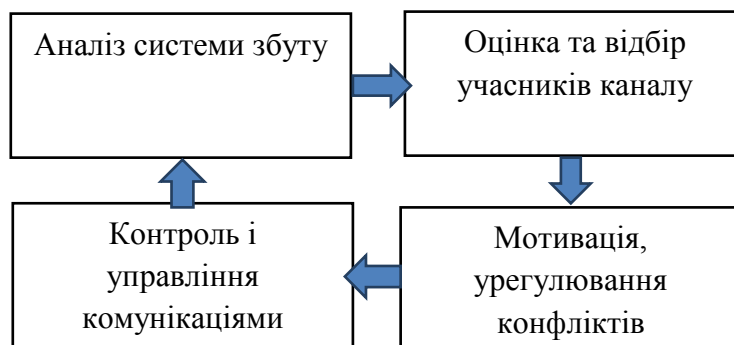 Аналіз системи збуту
Оцінка та відбір
учасників каналу
Контроль і
управління
комунікаціями
Мотивація,
урегулювання
конфліктів